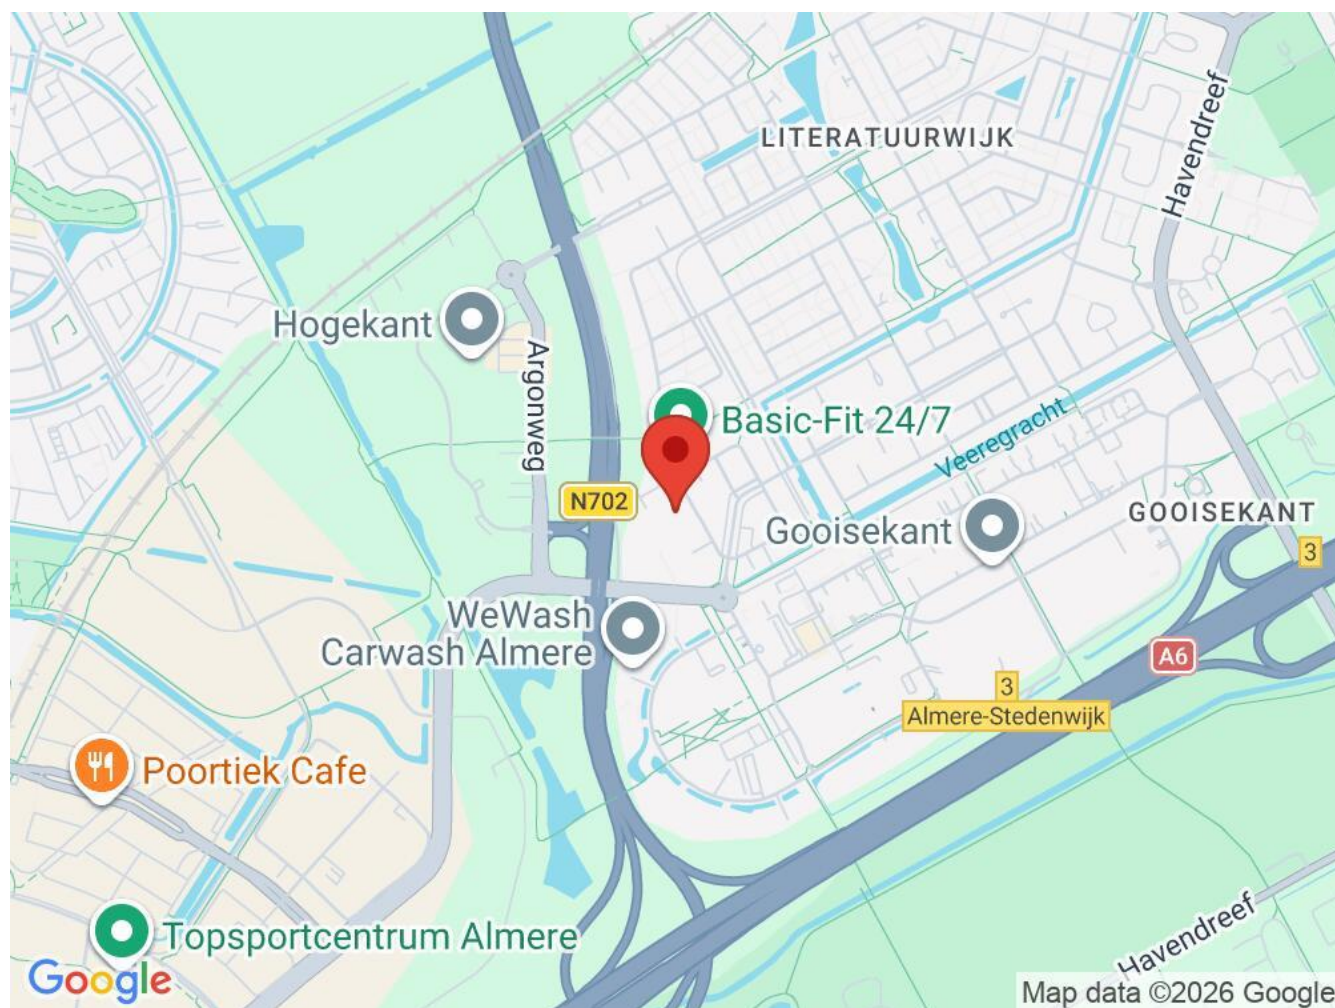 LITERATUURWIJK
Havendreef
Hogekant
Argonweg
Basic-Fit 24/7
Veeregracht
N702
Gooisekant
GOOISEKANT
3
WeWash
Carwash Almere
A6
3
Almere-Stedenwijk
Poortiek Cafe
Topsportcentrum Almere
Havendreef
Google
Map data ©2026 Google